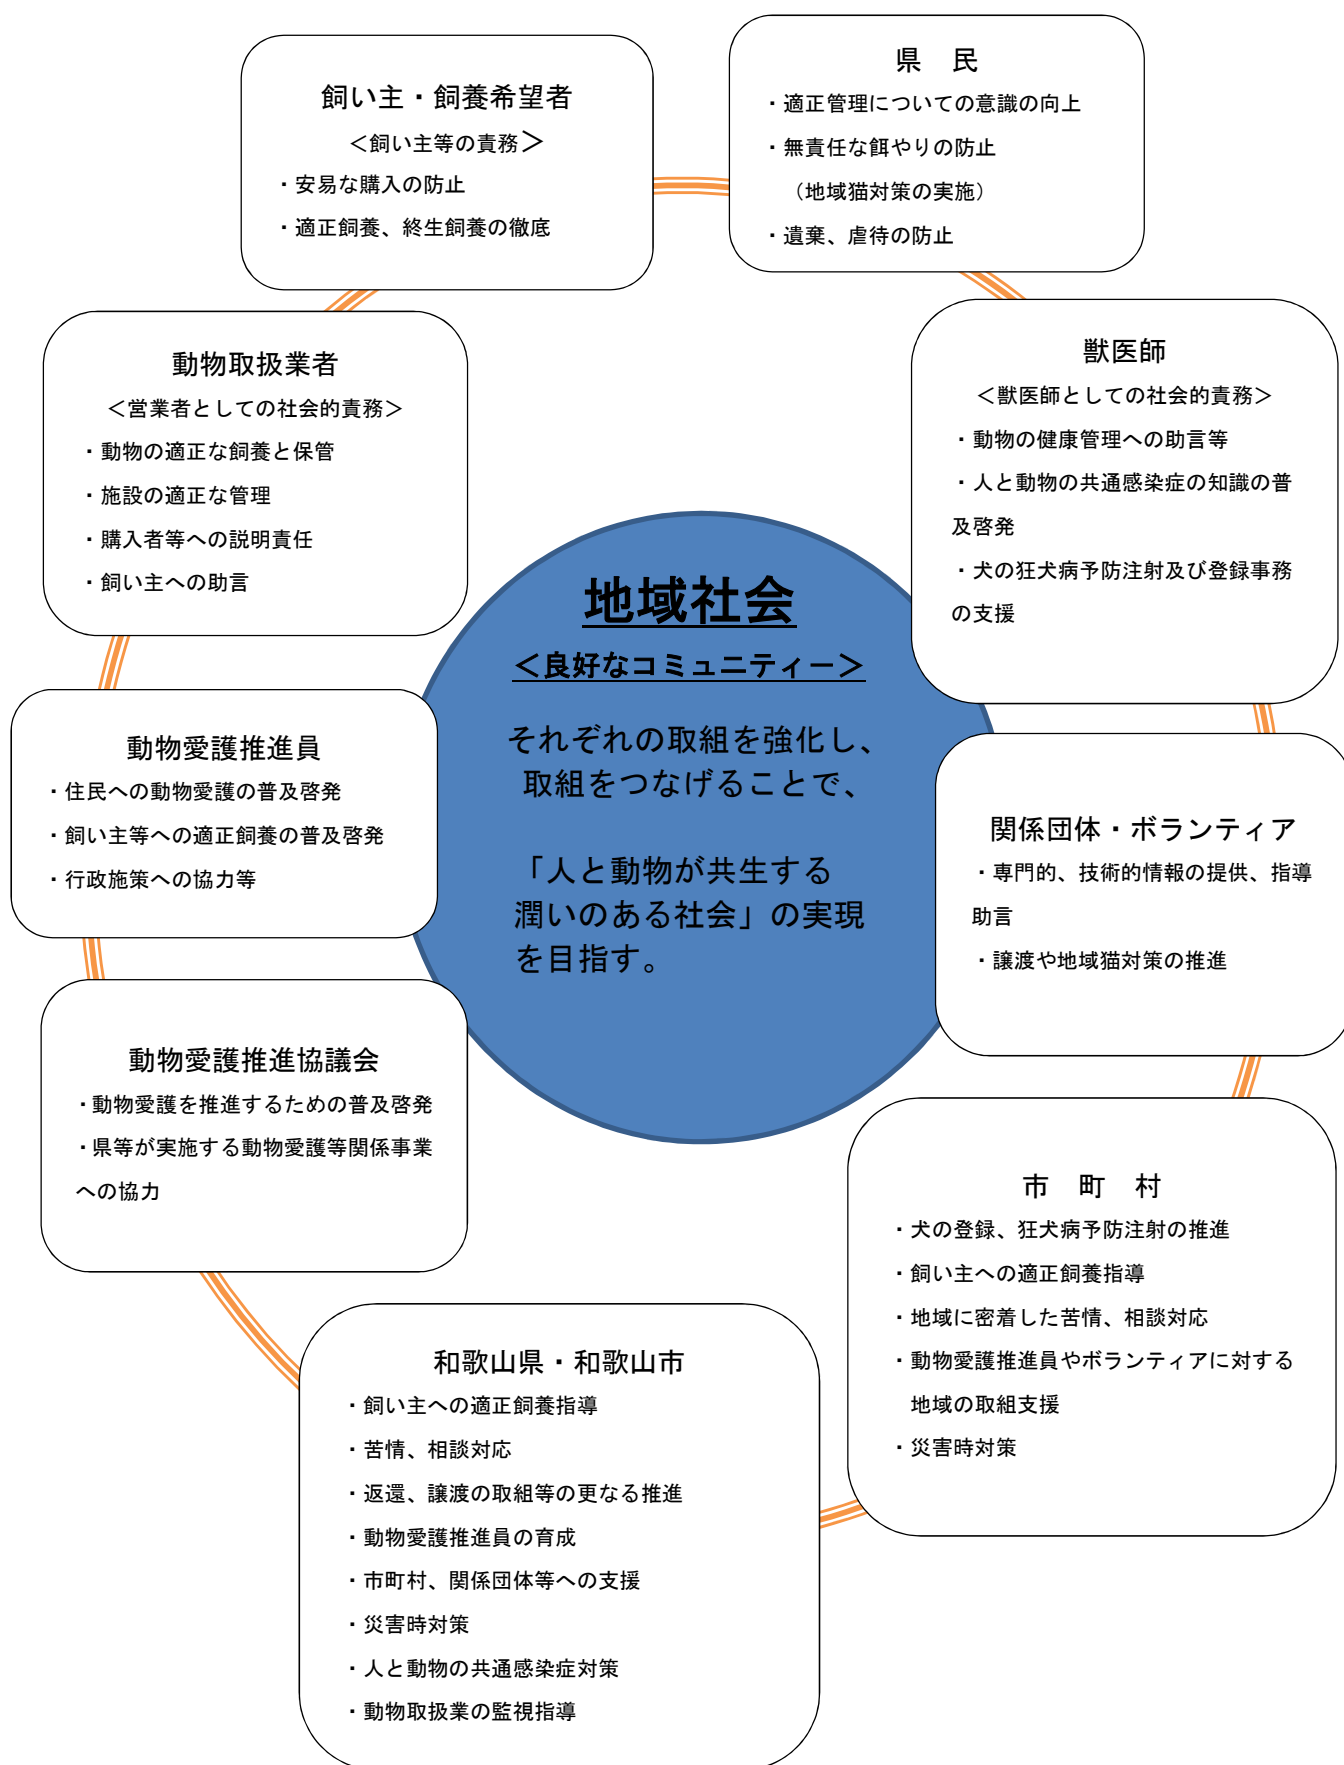 飼い主・飼養希望者
＜飼い主等の責務＞
・安易な購入の防止
・適正飼養、終生飼養の徹底
県　民
・適正管理についての意識の向上
・無責任な餌やりの防止
（地域猫対策の実施）
・遺棄、虐待の防止
動物取扱業者
＜営業者としての社会的責務＞
・動物の適正な飼養と保管
・施設の適正な管理
・購入者等への説明責任
・飼い主への助言
獣医師
＜獣医師としての社会的責務＞
・動物の健康管理への助言等
・人と動物の共通感染症の知識の普
及啓発
・犬の狂犬病予防注射及び登録事務
の支援
地域社会
＜良好なコミュニティー＞
それぞれの取組を強化し、
取組をつなげることで、
「人と動物が共生する
潤いのある社会」の実現
を目指す。
動物愛護推進員
・住民への動物愛護の普及啓発
・飼い主等への適正飼養の普及啓発
・行政施策への協力等
関係団体・ボランティア
・専門的、技術的情報の提供、指導
助言
・譲渡や地域猫対策の推進
動物愛護推進協議会
・動物愛護を推進するための普及啓発
・県等が実施する動物愛護等関係事業
への協力
市　町　村
・犬の登録、狂犬病予防注射の推進
・飼い主への適正飼養指導
・地域に密着した苦情、相談対応
・動物愛護推進員やボランティアに対する
地域の取組支援
・災害時対策
和歌山県・和歌山市
・飼い主への適正飼養指導
・苦情、相談対応
・返還、譲渡の取組等の更なる推進
・動物愛護推進員の育成
・市町村、関係団体等への支援
・災害時対策
・人と動物の共通感染症対策
・動物取扱業の監視指導